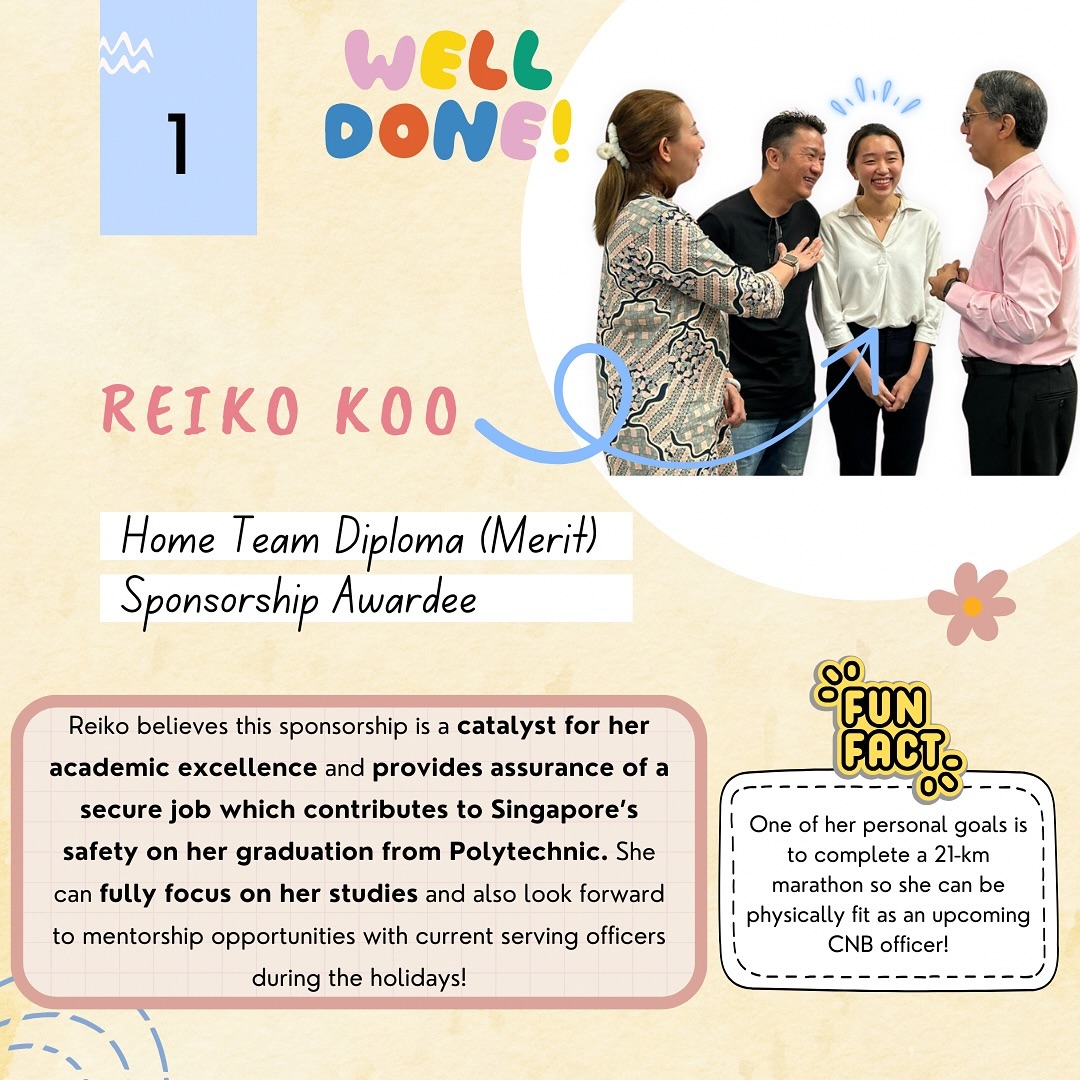 1
WELL
DONE!
REIKO KOO
Home Team Diploma (Merit)
Sponsorship Awardee
Reiko believes this sponsorship is a catalyst for her
academic excellence and provides assurance of a
secure job which contributes to Singapore's
safety on her graduation from Polytechnic. She
can fully focus on her studies and also look forward
to mentorship opportunities with current serving officers
during the holidays!
FUN
FACT
One of her personal goals is
to complete a 21-km
marathon so she can be
physically fit as an upcoming
CNB officer!